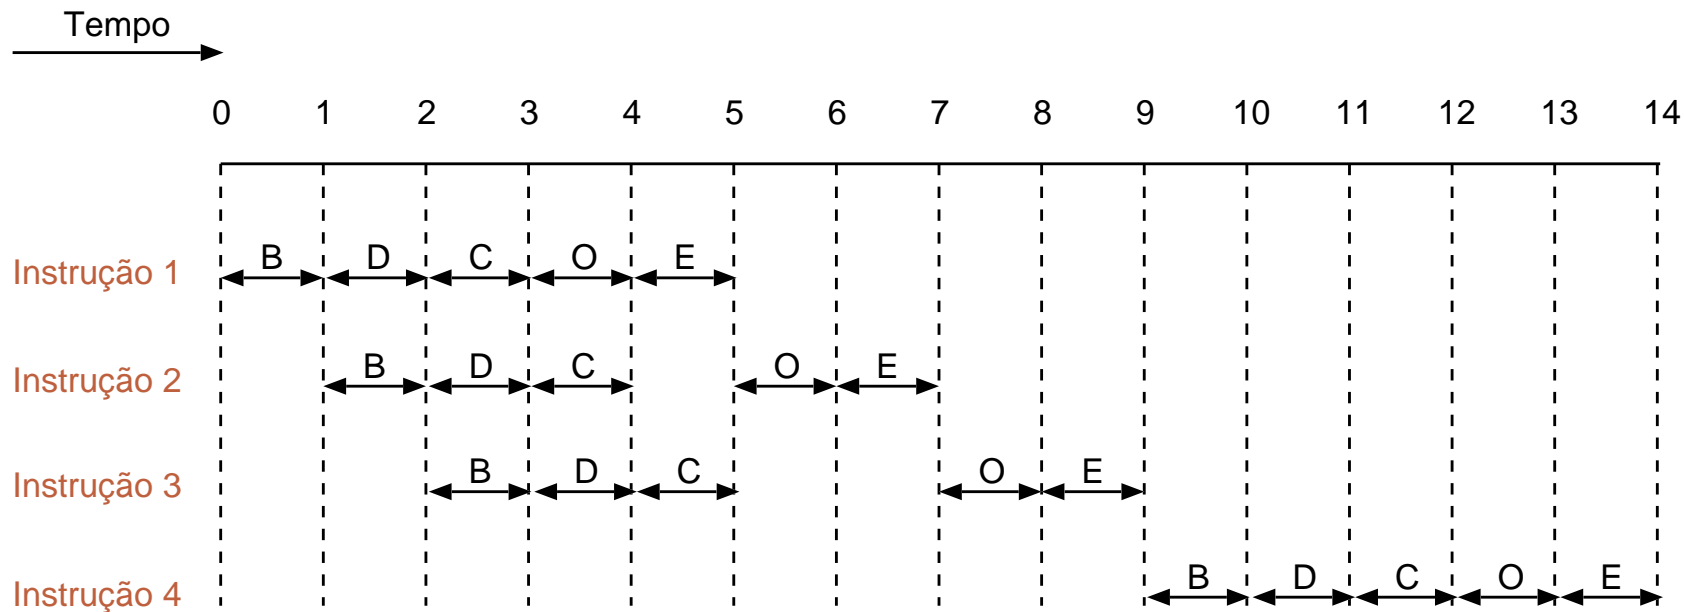 Tempo
0 1 2 3 4 5 6 7 8 9 10 11 12 13 14
Instrução 1 B D C O E
Instrução 2 B D C O E
Instrução 3 B D C O E
Instrução 4 B D C O E